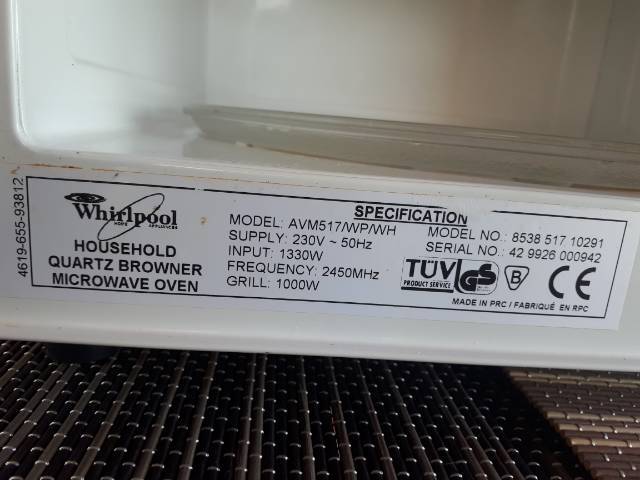 4619-655-93812
Whirlpool
HOME APPLIANCES
HOUSEHOLD
QUARTZ BROWNER
MICROWAVE OVEN
SPECIFICATION
MODEL: AVM517/WP/WH
SUPPLY: 230V ~ 50Hz
INPUT: 1330W
FREQUENCY: 2450MHz
GRILL: 1000W
MODEL NO.: 8538 517 10291
SERIAL NO.: 42 9926 000942
TÜV
PRODUCT SERVICE
GS
B
CE
MADE IN PRC / FABRIQUÉ EN RPC